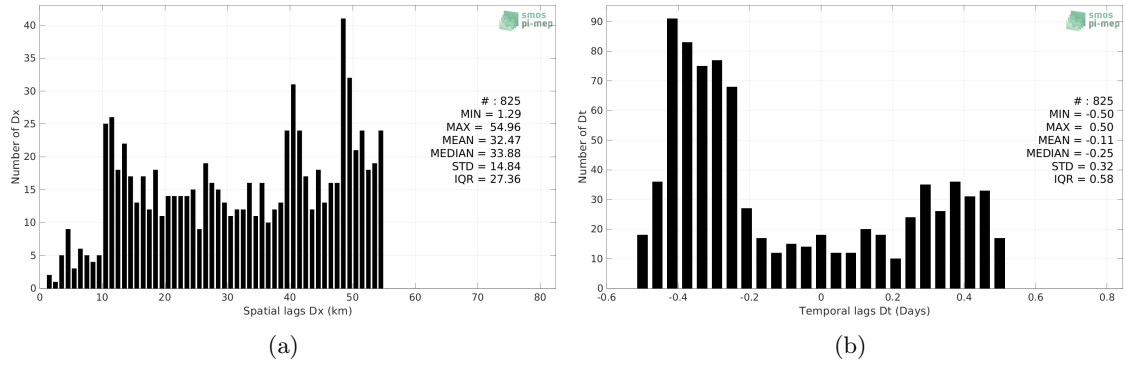 smos
pi-mep
Number of Dx
40
35
30
25
20
15
10
5
0
# : 825
MIN = 1.29
MAX = 54.96
MEAN = 32.47
MEDIAN = 33.88
STD = 14.84
IQR = 27.36
0 10 20 30 40 50 60 70 80
Spatial lags Dx (km)
(a)
smos
pi-mep
Number of Dt
90
80
70
60
50
40
30
20
10
0
# : 825
MIN = -0.50
MAX = 0.50
MEAN = -0.11
MEDIAN = -0.25
STD = 0.32
IQR = 0.58
-0.6 -0.4 -0.2 0 0.2 0.4 0.6 0.8
Temporal lags Dt (Days)
(b)